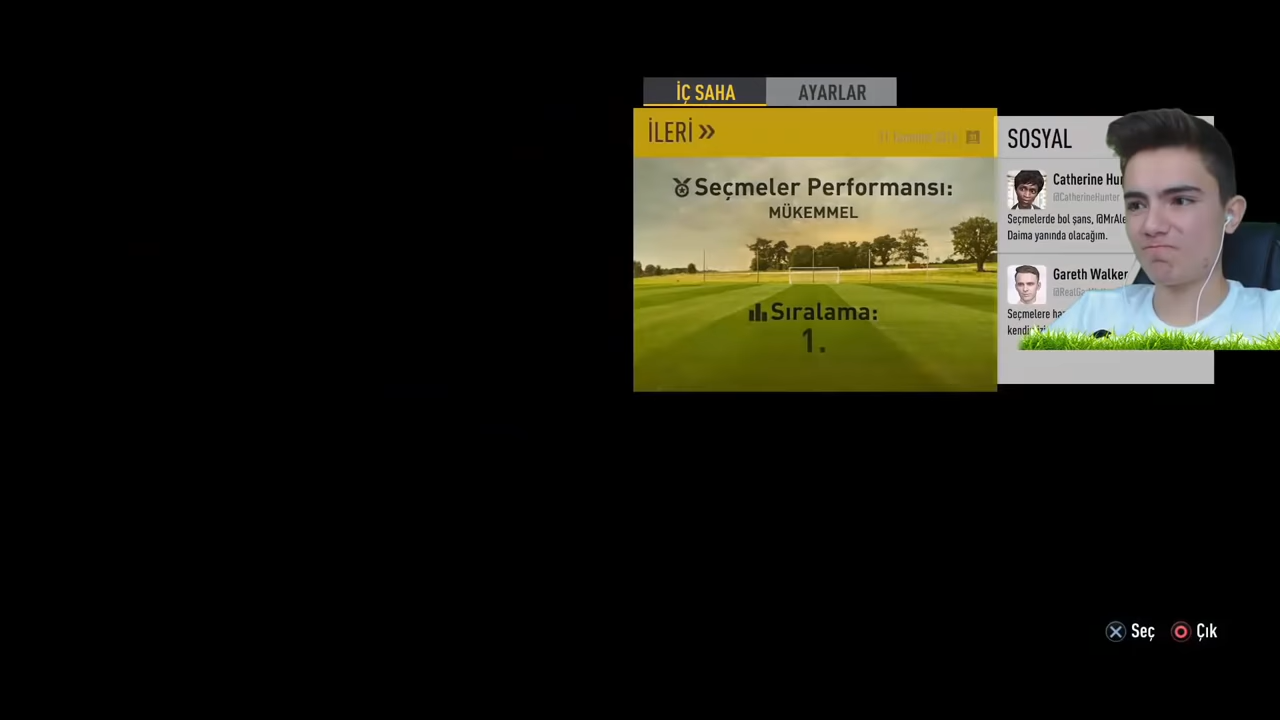 İÇ SAHA
AYARLAR
İLERİ »
Seçmeler Performansı:
MÜKEMMEL
Sıralama:
1.
SOSYAL
Catherine
@CatherineHunter
Seçmelerde bol şans,
Daima yanında olacağım.
Gareth Walker
Seçmelere
Seç
Çık